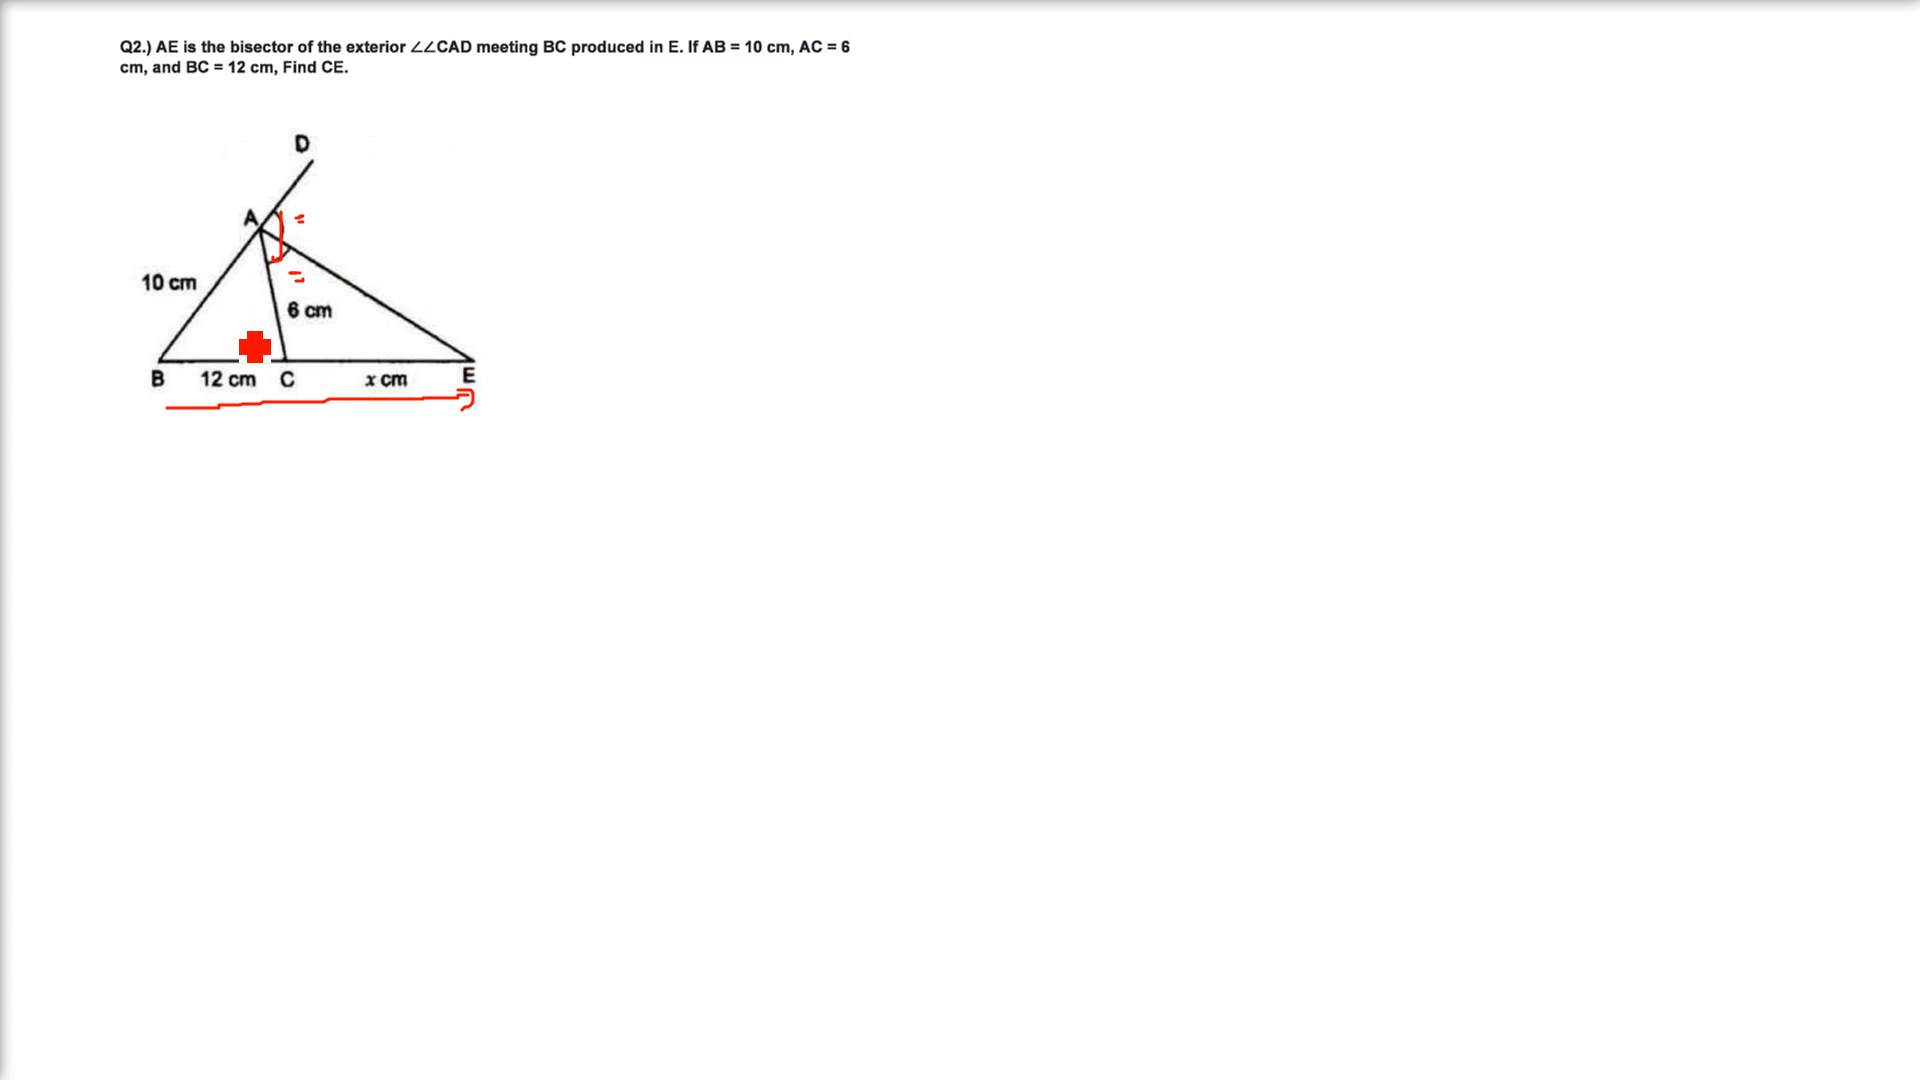 Q2.) AE is the bisector of the exterior ∠∠CAD meeting BC produced in E. If AB = 10 cm, AC = 6
cm, and BC = 12 cm, Find CE.
D
A
=
10 cm
=
6 cm
B 12 cm C x cm E